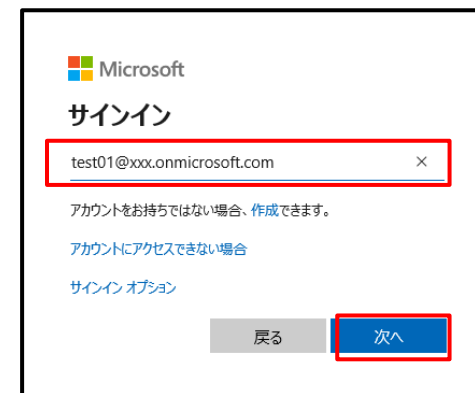 Microsoft
サインイン
test01@xxx.onmicrosoft.com ×
アカウントをお持ちではない場合、作成できます。
アカウントにアクセスできない場合
サインイン オプション
戻る 次へ